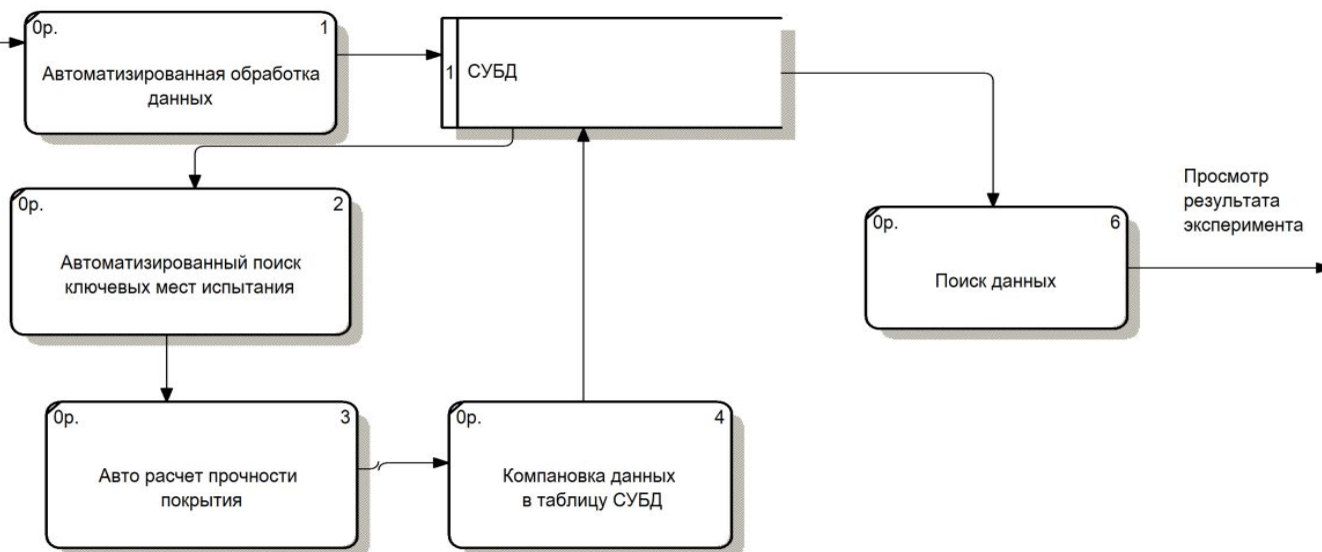 0р. 1
Автоматизированная обработка
данных
1 СУБД
0р. 2
Автоматизированный поиск
ключевых мест испытания
0р. 3
Авто расчет прочности
покрытия
0р. 4
Компановка данных
в таблицу СУБД
0р. 6
Поиск данных
Просмотр
результата
эксперимента